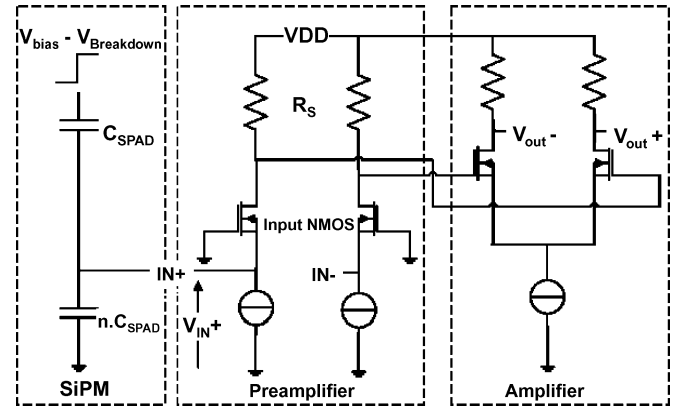 Vbias - VBreakdown
VDD
RS
CSPAD
Vout -
Vout +
Input NMOS
IN+
IN-
VIN+
n.CSPAD
SiPM
Preamplifier
Amplifier